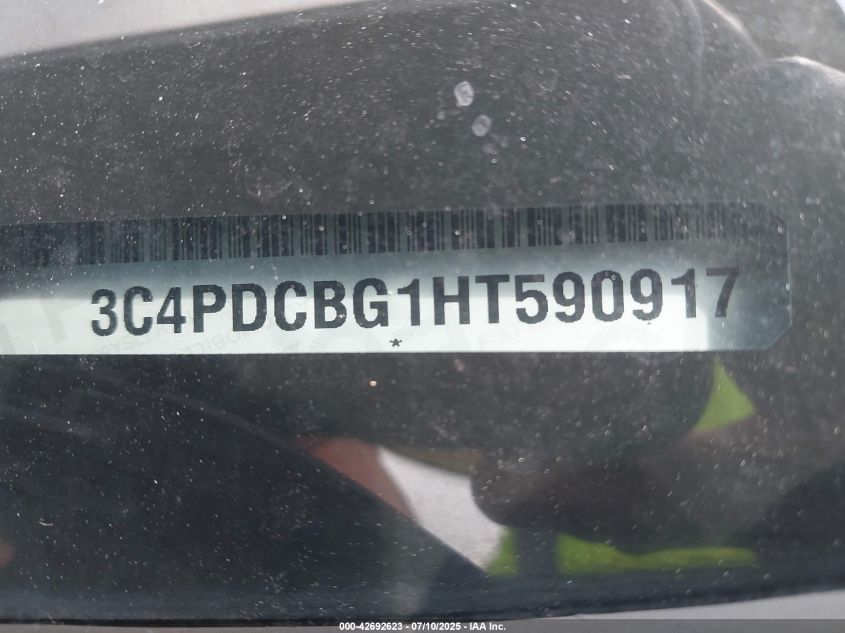 3C4PDCBG1HT590917
*
000-42692623 - 07/10/2025 - IAA Inc.